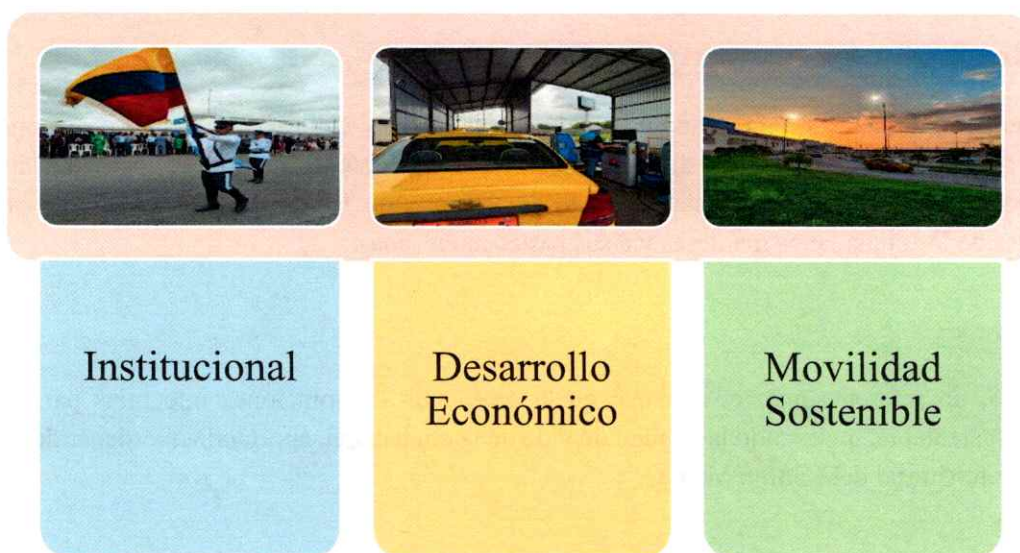 Institucional
Desarrollo
Económico
Movilidad
Sostenible